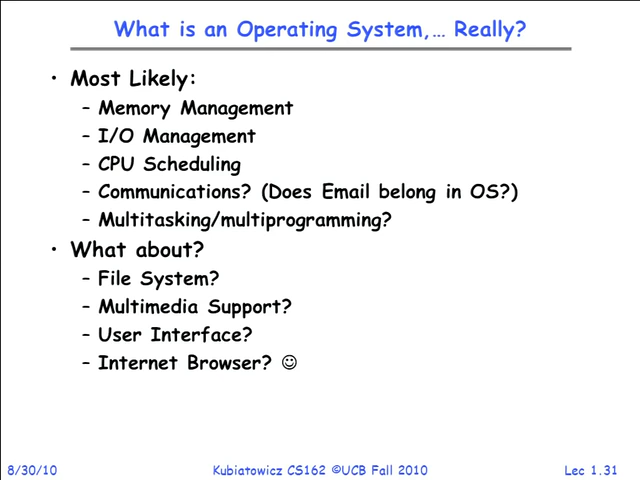 What is an Operating System,… Really?
• Most Likely:
– Memory Management
– I/O Management
– CPU Scheduling
– Communications? (Does Email belong in OS?)
– Multitasking/multiprogramming?
• What about?
– File System?
– Multimedia Support?
– User Interface?
– Internet Browser? ☺
8/30/10 Kubiatowicz CS162 ©UCB Fall 2010 Lec 1.31